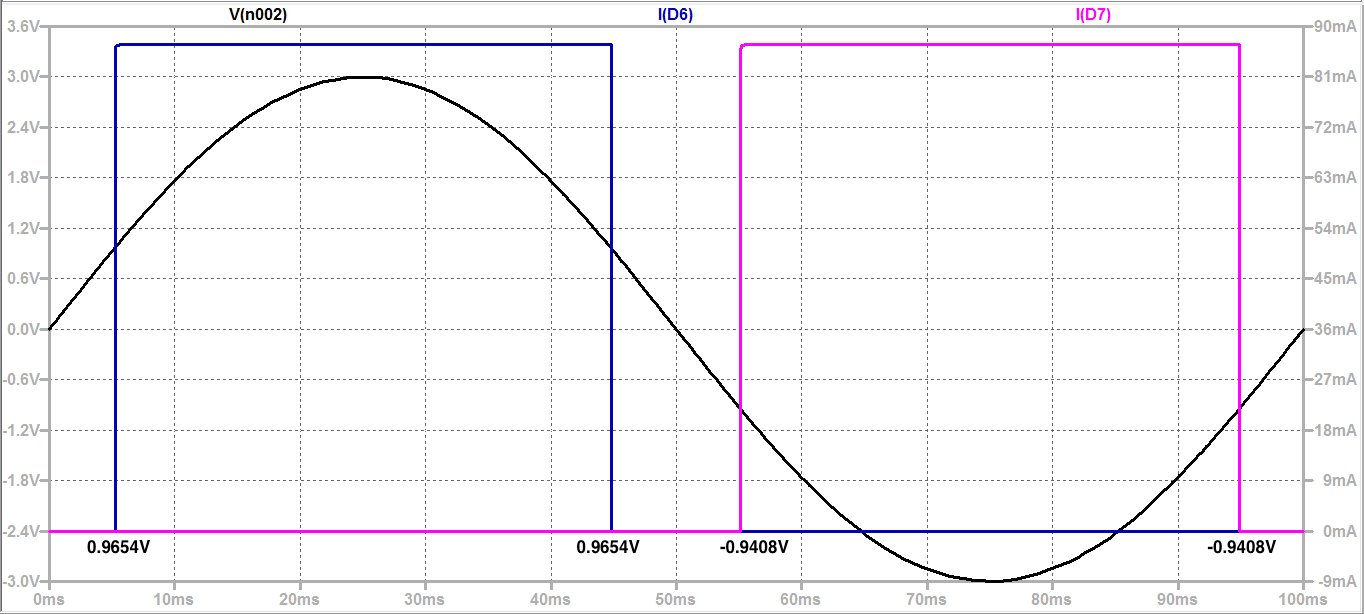 V(n002) I(D6) I(D7)
3.6V 90mA
3.0V 81mA
2.4V 72mA
1.8V 63mA
1.2V 54mA
0.6V 45mA
0.0V 36mA
-0.6V 27mA
-1.2V 18mA
-1.8V 9mA
-2.4V 0mA
0.9654V 0.9654V -0.9408V -0.9408V
-3.0V -9mA
0ms 10ms 20ms 30ms 40ms 50ms 60ms 70ms 80ms 90ms 100ms